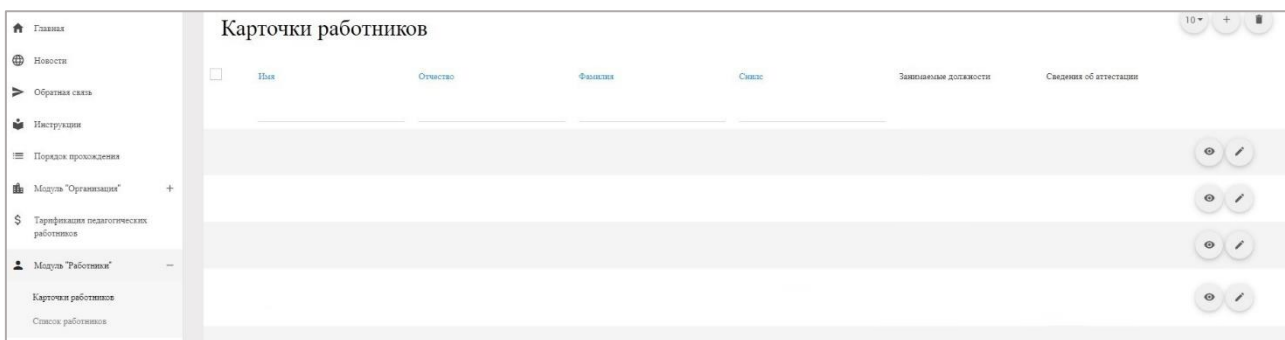 Главная
Новости
Обратная связь
Инструкции
Порядок прохождения
Модуль "Организация" +
Тарификация педагогических
работников
Модуль "Работники" –
Карточки работников
Список работников
Карточки работников
10 +
Имя Отчество Фамилия Снилс Занимаемые должности Сведения об аттестации